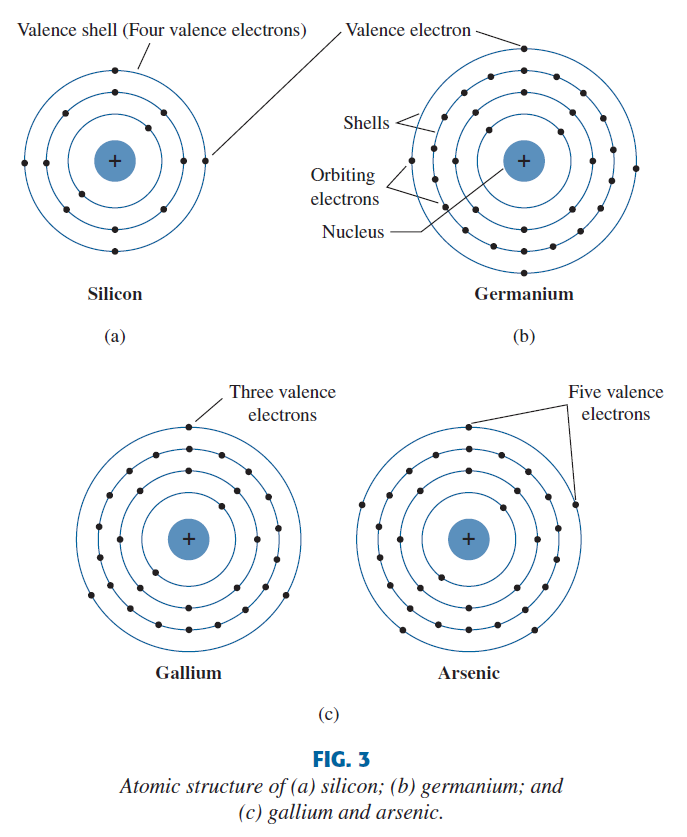 Valence shell (Four valence electrons)
Valence electron
Shells
Orbiting
electrons
Nucleus
+
+
Silicon
Germanium
(a)
(b)
Three valence
electrons
Five valence
electrons
+
+
Gallium
Arsenic
(c)
FIG. 3
Atomic structure of (a) silicon; (b) germanium; and
(c) gallium and arsenic.